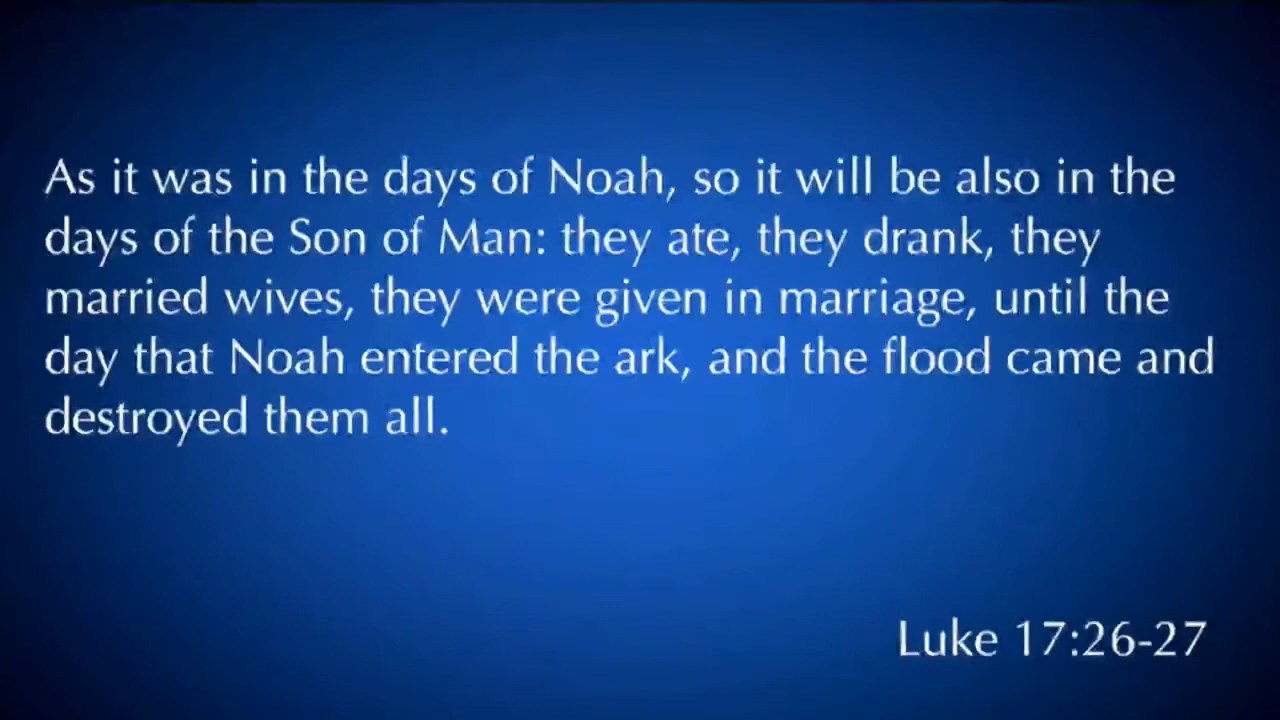 As it was in the days of Noah, so it will be also in the
days of the Son of Man: they ate, they drank, they
married wives, they were given in marriage, until the
day that Noah entered the ark, and the flood came and
destroyed them all.
Luke 17:26-27